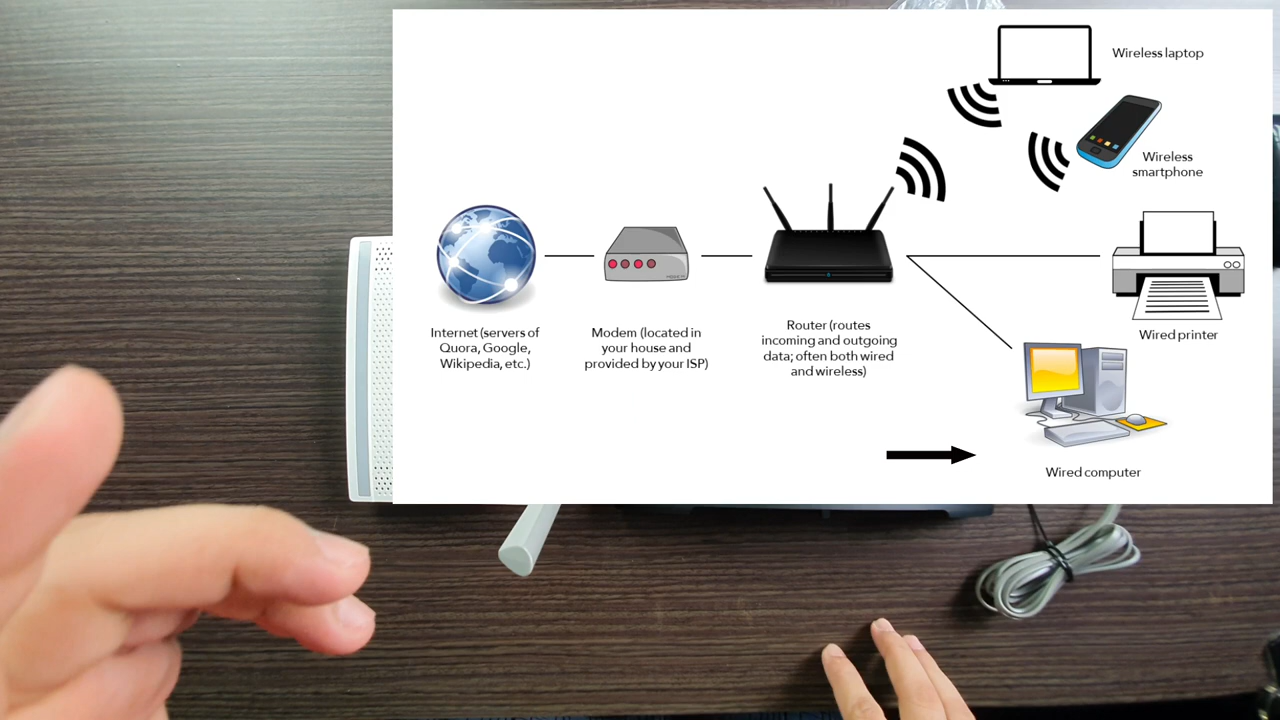 Wireless laptop
Wireless
smartphone
Internet (servers of
Quora, Google,
Wikipedia, etc.)
Modem (located in
your house and
provided by your ISP)
Router (routes
incoming and outgoing
data; often both wired
and wireless)
Wired printer
Wired computer